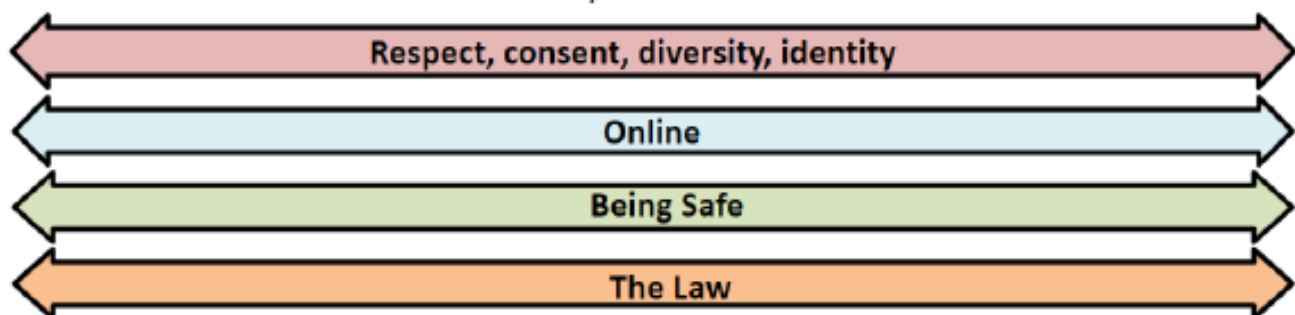 Respect, consent, diversity, identity
Online
Being Safe
The Law